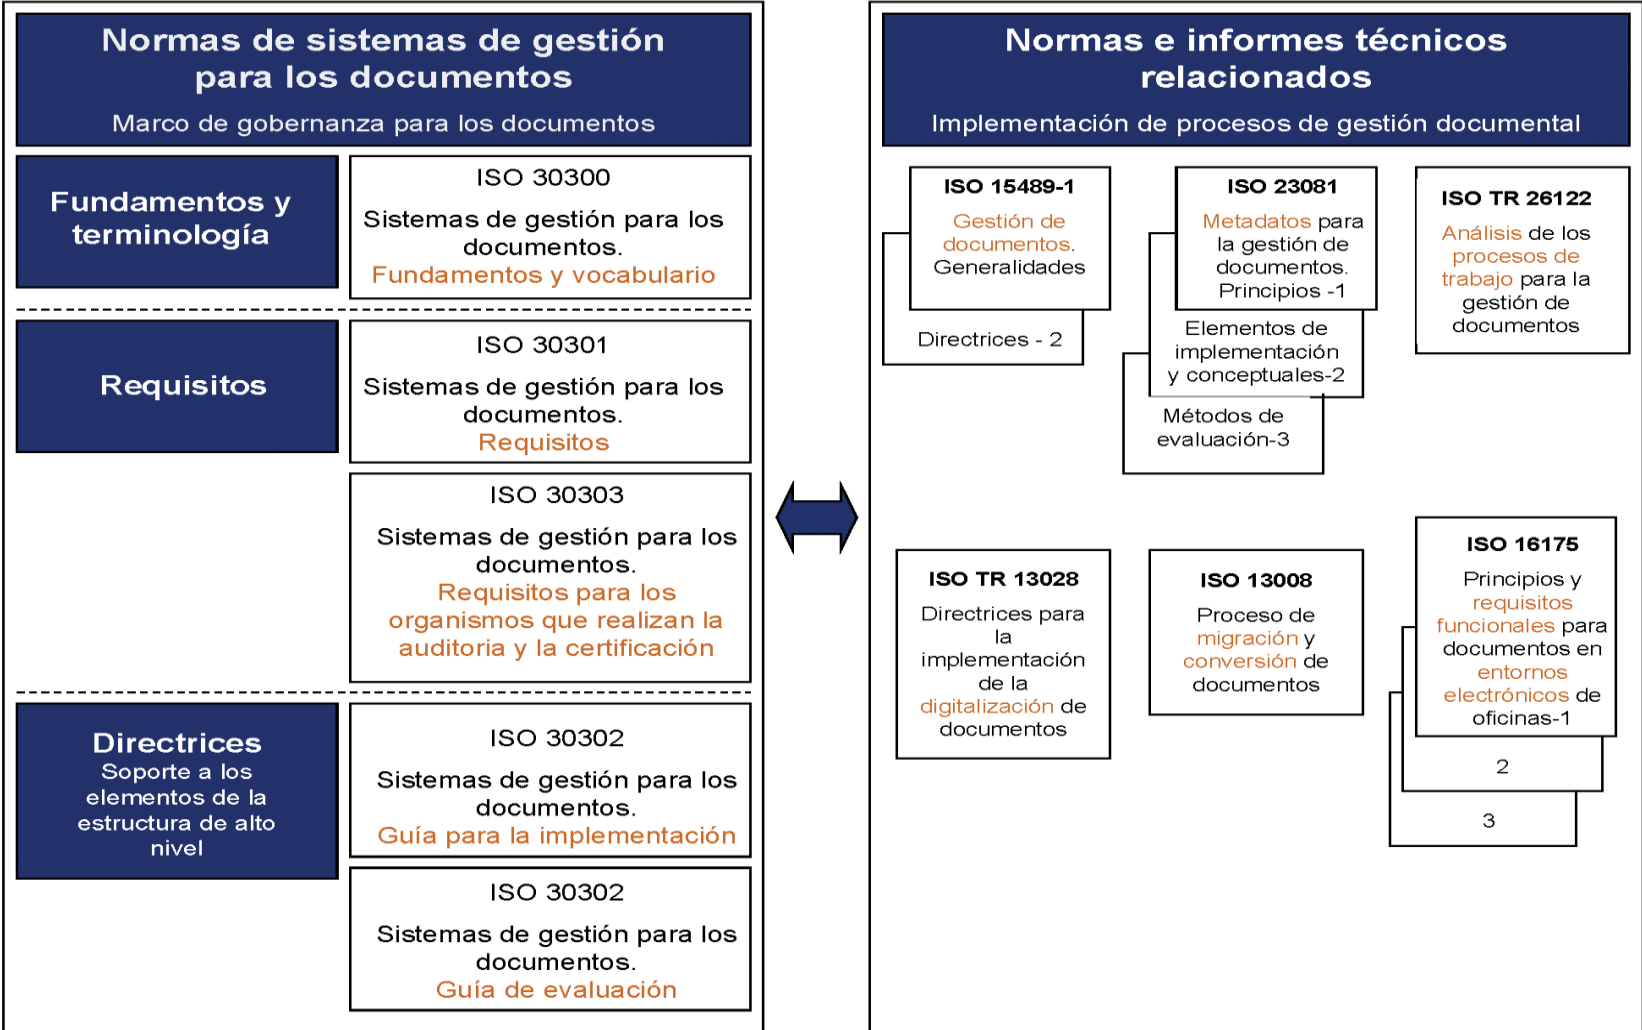 Normas de sistemas de gestión
para los documentos
Marco de gobernanza para los documentos
Fundamentos y
terminología
ISO 30300
Sistemas de gestión para los
documentos.
Fundamentos y vocabulario
Requisitos
ISO 30301
Sistemas de gestión para los
documentos.
Requisitos
ISO 30303
Sistemas de gestión para los
documentos.
Requisitos para los
organismos que realizan la
auditoria y la certificación
Directrices
Soporte a los
elementos de la
estructura de alto
nivel
ISO 30302
Sistemas de gestión para los
documentos.
Guía para la implementación
ISO 30302
Sistemas de gestión para los
documentos.
Guía de evaluación
Normas e informes técnicos
relacionados
Implementación de procesos de gestión documental
ISO 15489-1
Gestión de
documentos.
Generalidades
Directrices - 2
ISO 23081
Metadatos para
la gestión de
documentos.
Principios -1
Elementos de
implementación
y conceptuales-2
Métodos de
evaluación-3
ISO TR 26122
Análisis de los
procesos de
trabajo para la
gestión de
documentos
ISO TR 13028
Directrices para
la
implementación
de la
digitalización de
documentos
ISO 13008
Proceso de
migración y
conversión de
documentos
ISO 16175
Principios y
requisitos
funcionales para
documentos en
entornos
electrónicos de
oficinas-1
2
3